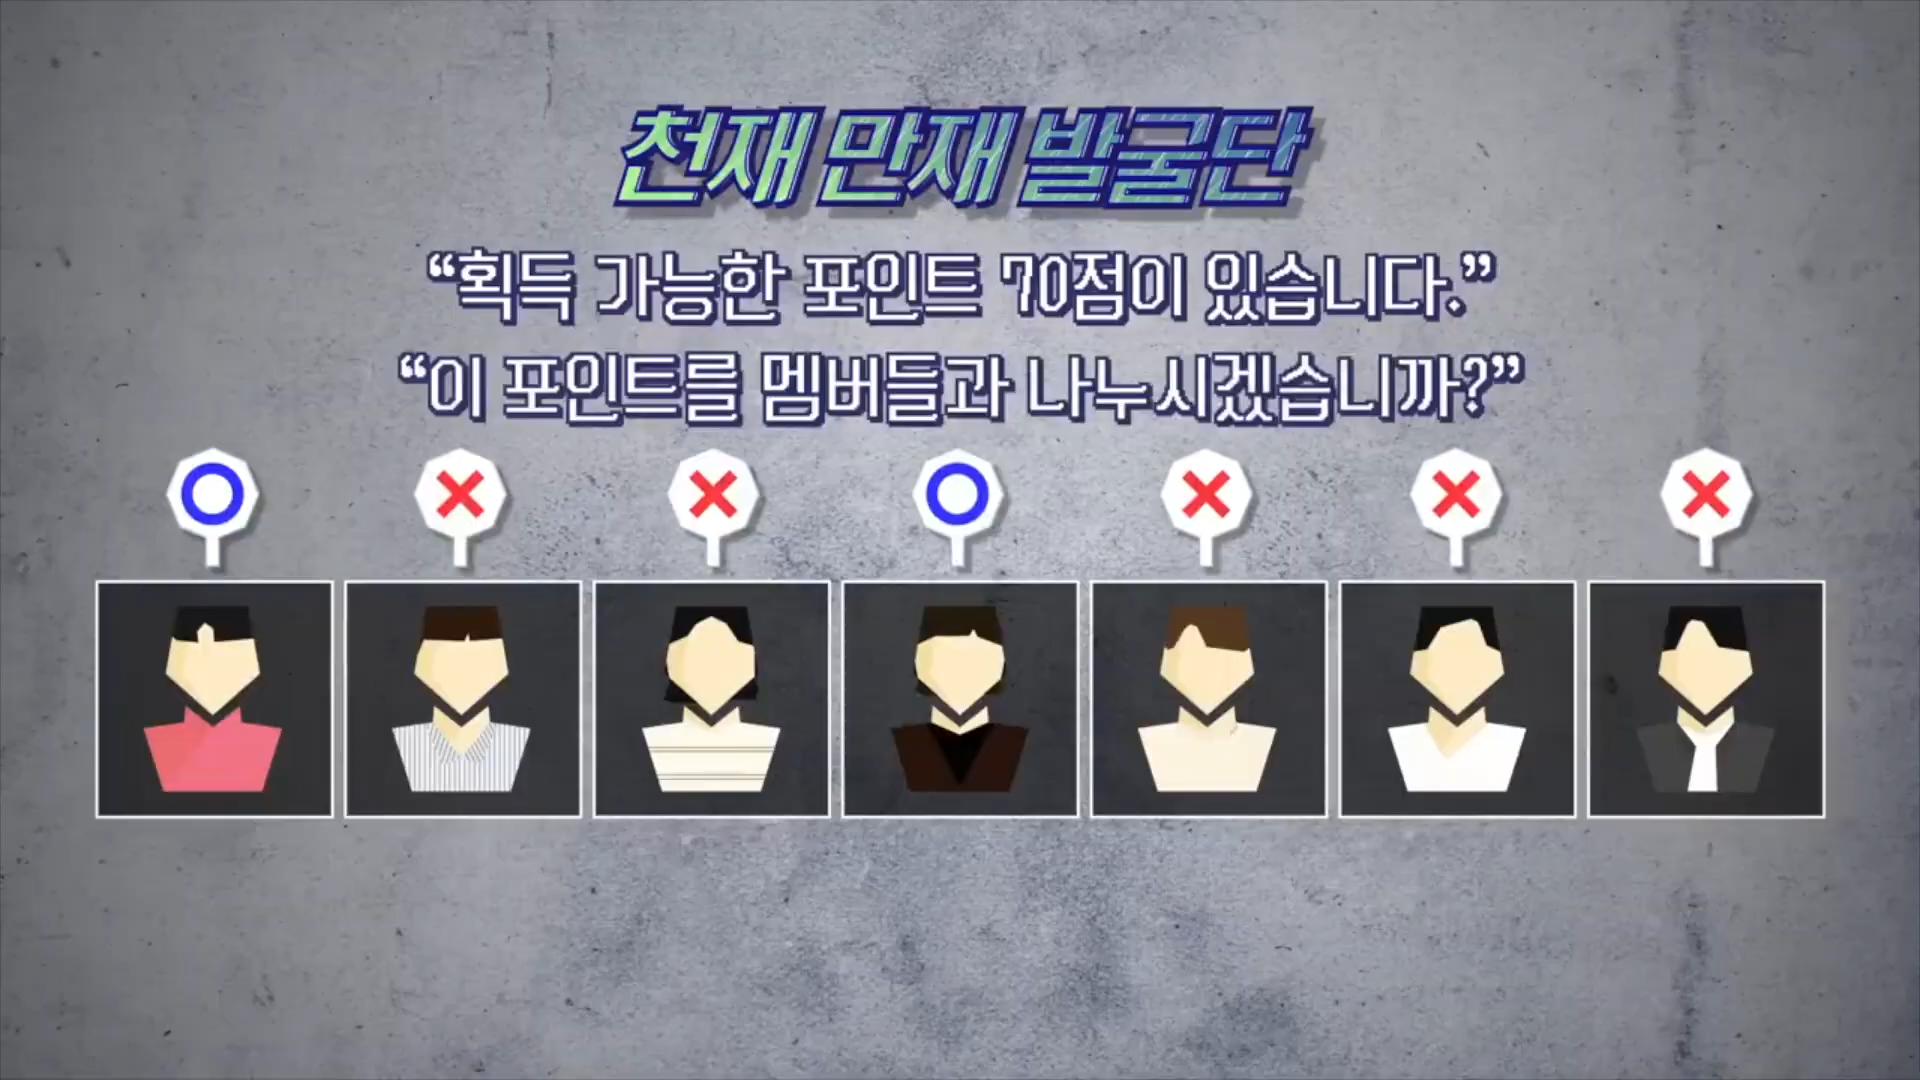 천재 만재 발굴단
“획득 가능한 포인트 70점이 있습니다.”
“이 포인트를 멤버들과 나누시겠습니까?”